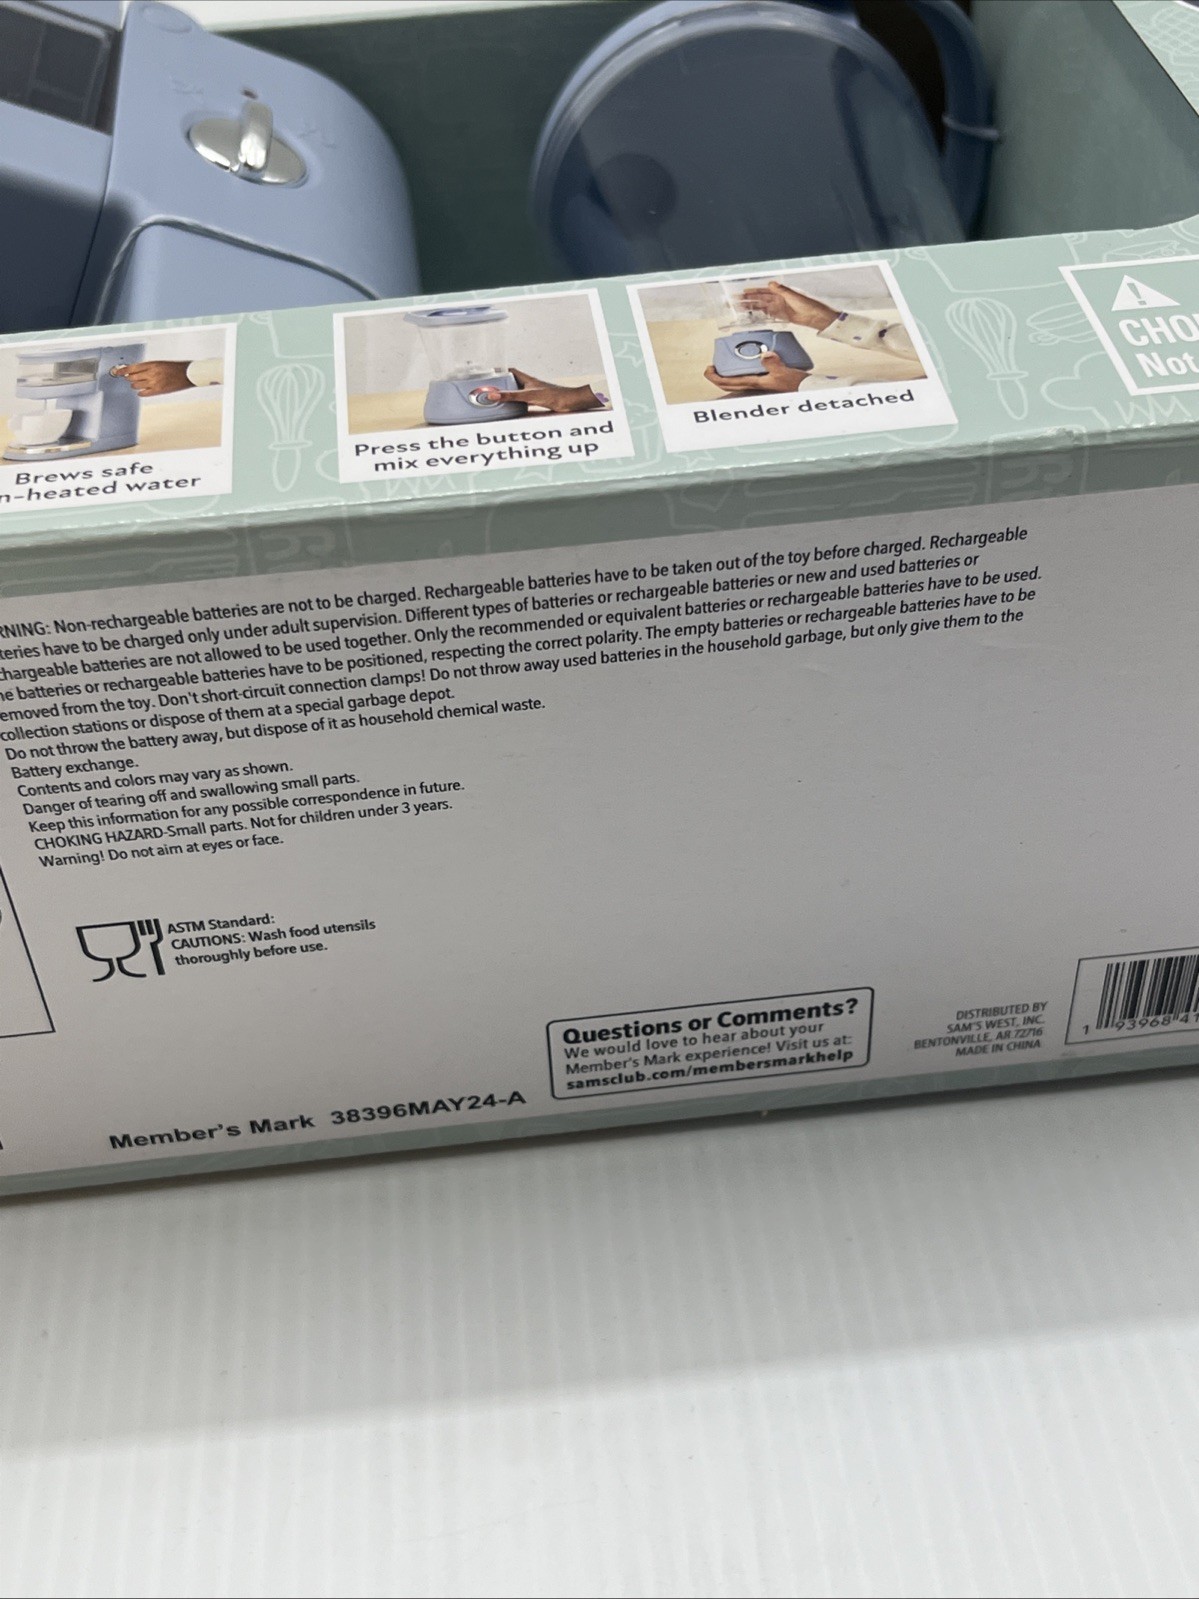 CHO
Not
Brews safe
n-heated water
Press the button and
mix everything up
Blender detached
RNING: Non-rechargeable batteries are not to be charged. Rechargeable batteries have to be taken out of the toy before charged. Rechargeable
teries have to be charged only under adult supervision. Different types of batteries or rechargeable batteries or new and used batteries or
chargeable batteries are not allowed to be used together. Only the recommended or equivalent batteries or rechargeable batteries have to be used.
he batteries or rechargeable batteries have to be positioned, respecting the correct polarity. The empty batteries or rechargeable batteries have to be
emoved from the toy. Don't short-circuit connection clamps! Do not throw away used batteries in the household garbage, but only give them to the
collection stations or dispose of them at a special garbage depot.
Do not throw the battery away, but dispose of it as household chemical waste.
Battery exchange.
Contents and colors may vary as shown.
Danger of tearing off and swallowing small parts.
Keep this information for any possible correspondence in future.
CHOKING HAZARD-Small parts. Not for children under 3 years.
Warning! Do not aim at eyes or face.
ASTM Standard:
CAUTIONS: Wash food utensils
thoroughly before use.
Questions or Comments?
We would love to hear about your
Member's Mark experience! Visit us at:
samsclub.com/membersmarkhelp
DISTRIBUTED BY
SAM'S WEST, INC.
BENTONVILLE, AR 72716
MADE IN CHINA
1 93968 41
Member's Mark 38396MAY24-A